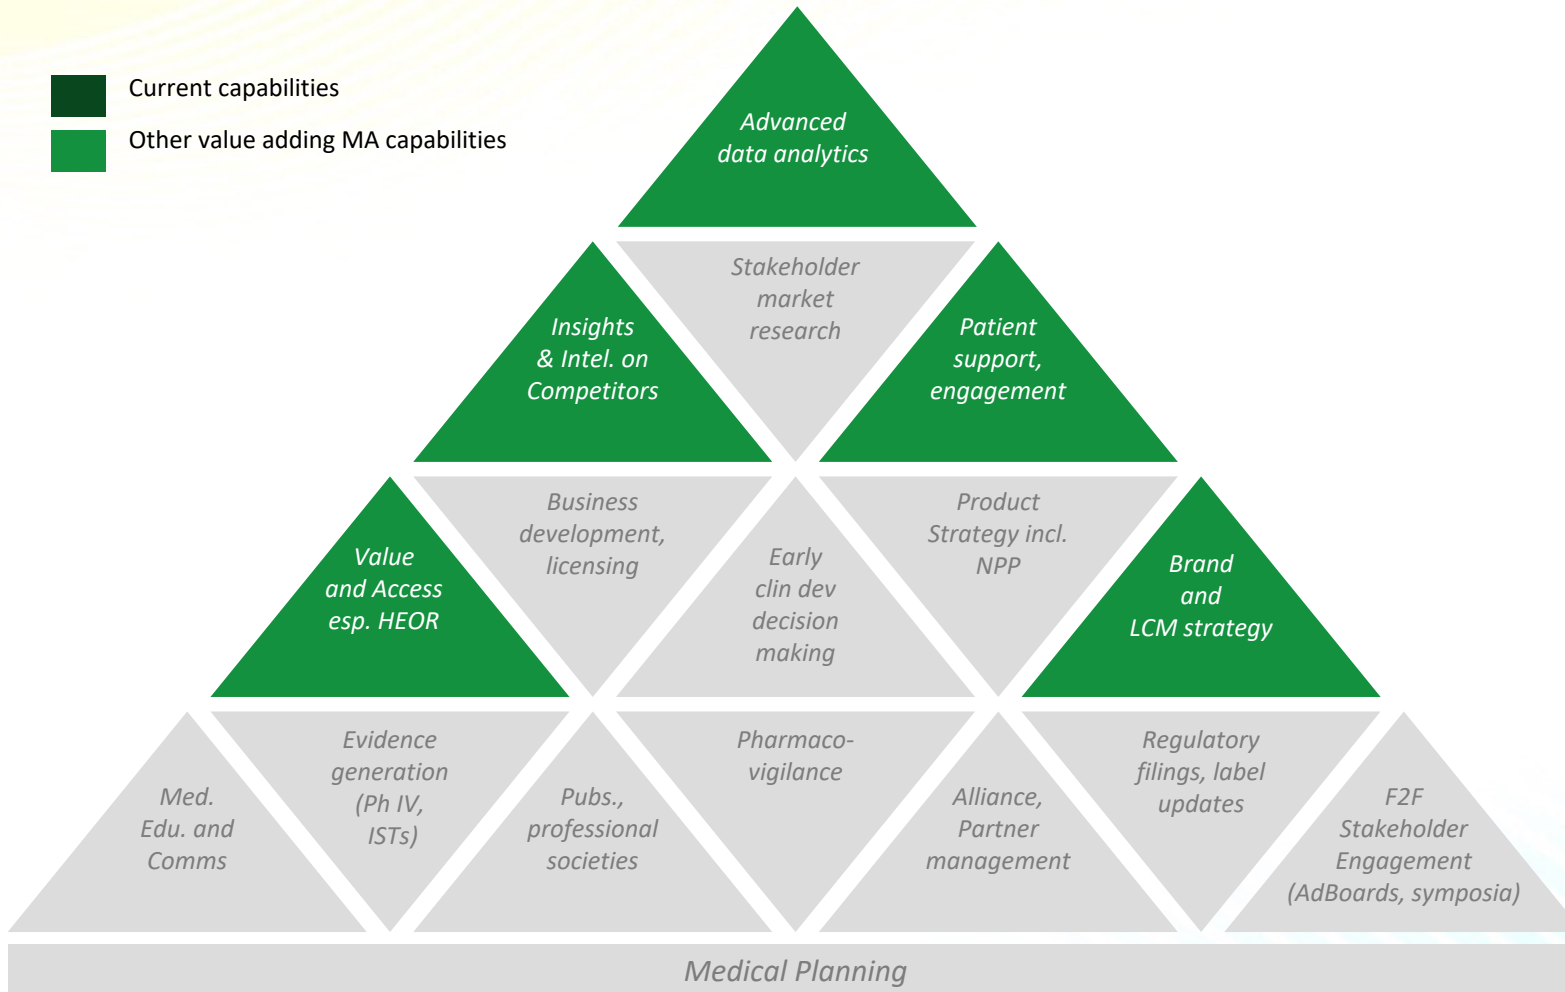 Current capabilities
Other value adding MA capabilities
Advanced
data analytics
Stakeholder
market
research
Insights
& Intel. on
Competitors
Patient
support,
engagement
Business
development,
licensing
Product
Strategy incl.
NPP
Value
and Access
esp. HEOR
Early
clin dev
decision
making
Brand
and
LCM strategy
Med.
Edu. and
Comms
Evidence
generation
(Ph IV,
ISTs)
Pubs.,
professional
societies
Pharmaco-
vigilance
Alliance,
Partner
management
Regulatory
filings, label
updates
F2F
Stakeholder
Engagement
(AdBoards, symposia)
Medical Planning